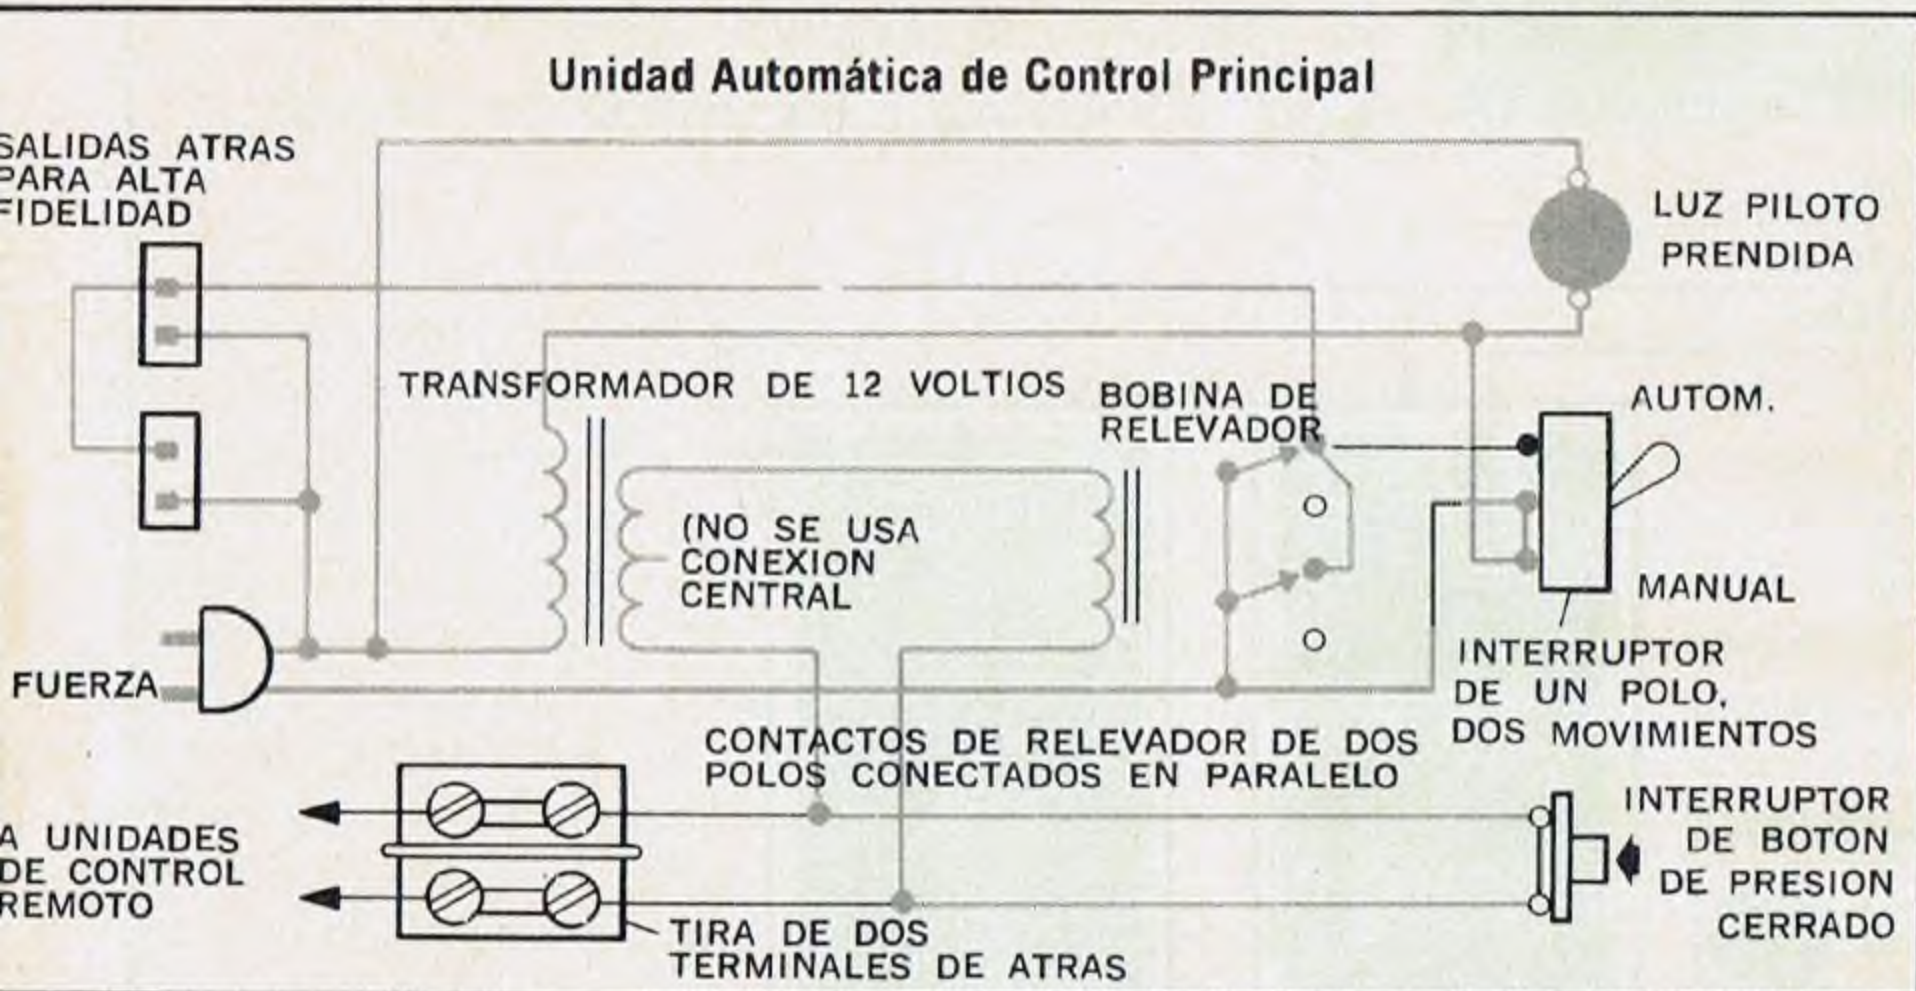 Unidad Automática de Control Principal
SALIDAS ATRAS
PARA ALTA
FIDELIDAD
LUZ PILOTO
PRENDIDA
TRANSFORMADOR DE 12 VOLTIOS
BOBINA DE
RELEVADOR
AUTOM.
(NO SE USA
CONEXION
CENTRAL
MANUAL
FUERZA
INTERRUPTOR
DE UN POLO,
DOS MOVIMIENTOS
CONTACTOS DE RELEVADOR DE DOS
POLOS CONECTADOS EN PARALELO
A UNIDADES
DE CONTROL
REMOTO
INTERRUPTOR
DE BOTON
DE PRESION
CERRADO
TIRA DE DOS
TERMINALES DE ATRAS